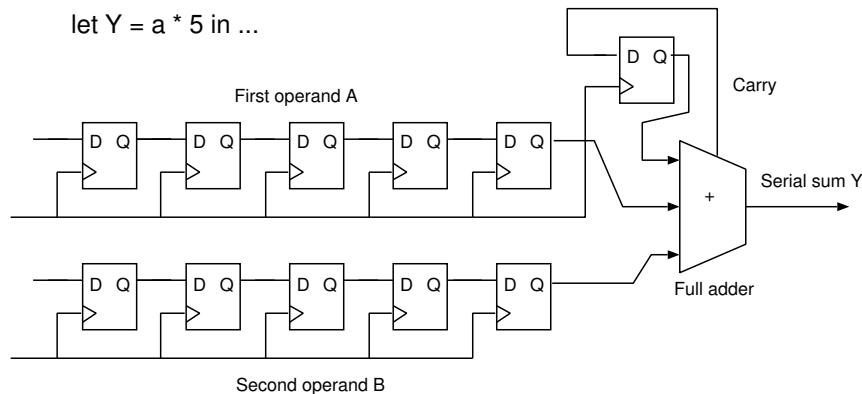 let Y = a * 5 in ...
D Q
Carry
First operand A
D Q D Q D Q D Q D Q
Serial sum Y
+
D Q D Q D Q D Q D Q
Full adder
Second operand B